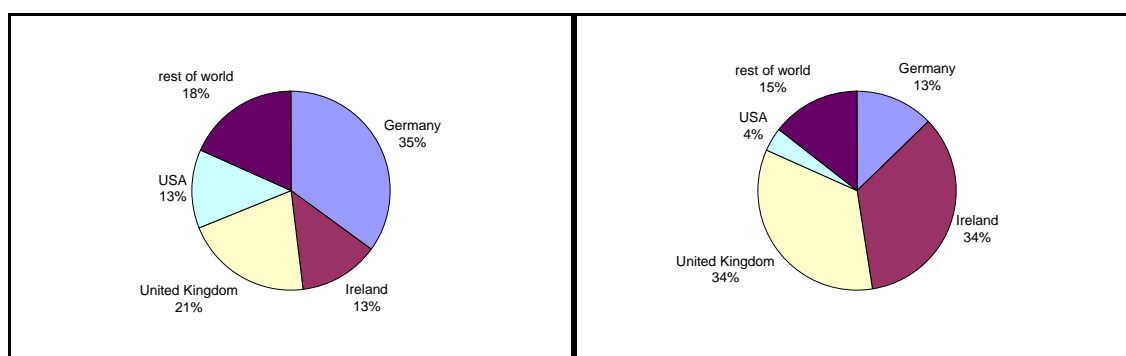 rest of world
18%
Germany
35%
USA
13%
United Kingdom
21%
Ireland
13%
rest of world
15%
Germany
13%
USA
4%
Ireland
34%
United Kingdom
34%